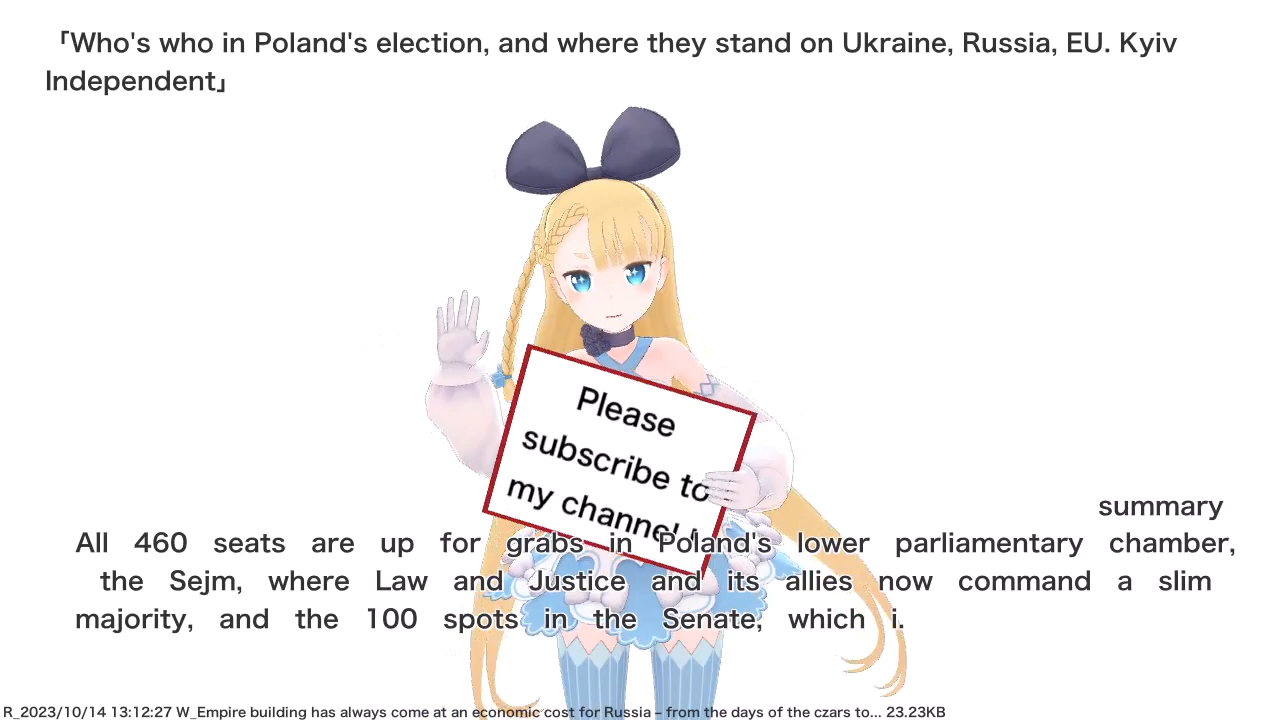 「Who's who in Poland's election, and where they stand on Ukraine, Russia, EU. Kyiv
Independent」
Please
subscribe to
my channel
summary
All 460 seats are up for grabs in Poland's lower parliamentary chamber,
the Sejm, where Law and Justice and its allies now command a slim
majority, and the 100 spots in the Senate, which i.
R_2023/10/14 13:12:27 W_Empire building has always come at an economic cost for Russia – from the days of the czars to... 23.23KB